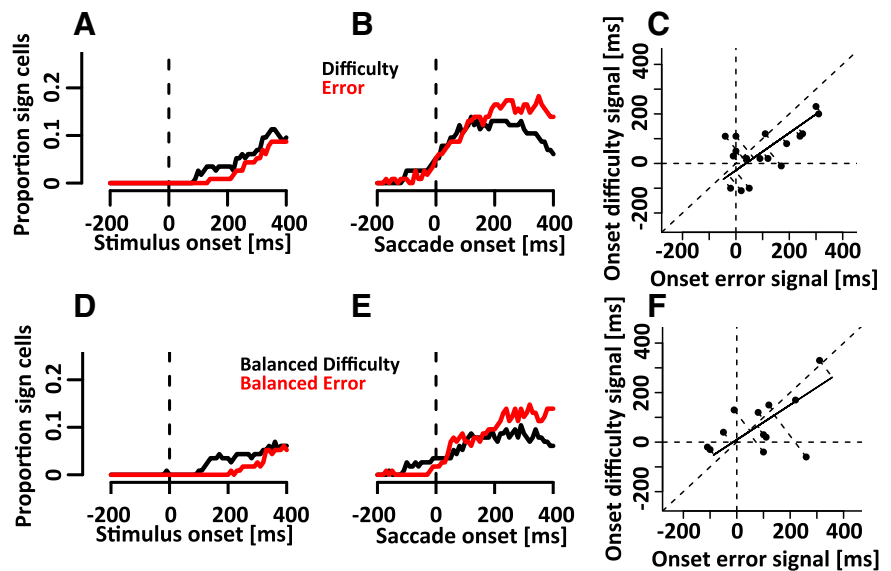 A
Proportion sign cells
0.2
0.1
0
-200 0 200 400
Stimulus onset [ms]
B
Difficulty
Error
-200 0 200 400
Saccade onset [ms]
C
Onset difficulty signal [ms]
400
200
0
-200
-200 0 200 400
Onset error signal [ms]
D
Proportion sign cells
0.2
0.1
0
-200 0 200 400
Stimulus onset [ms]
Balanced Difficulty
Balanced Error
E
-200 0 200 400
Saccade onset [ms]
F
Onset difficulty signal [ms]
400
200
0
-200
-200 0 200 400
Onset error signal [ms]